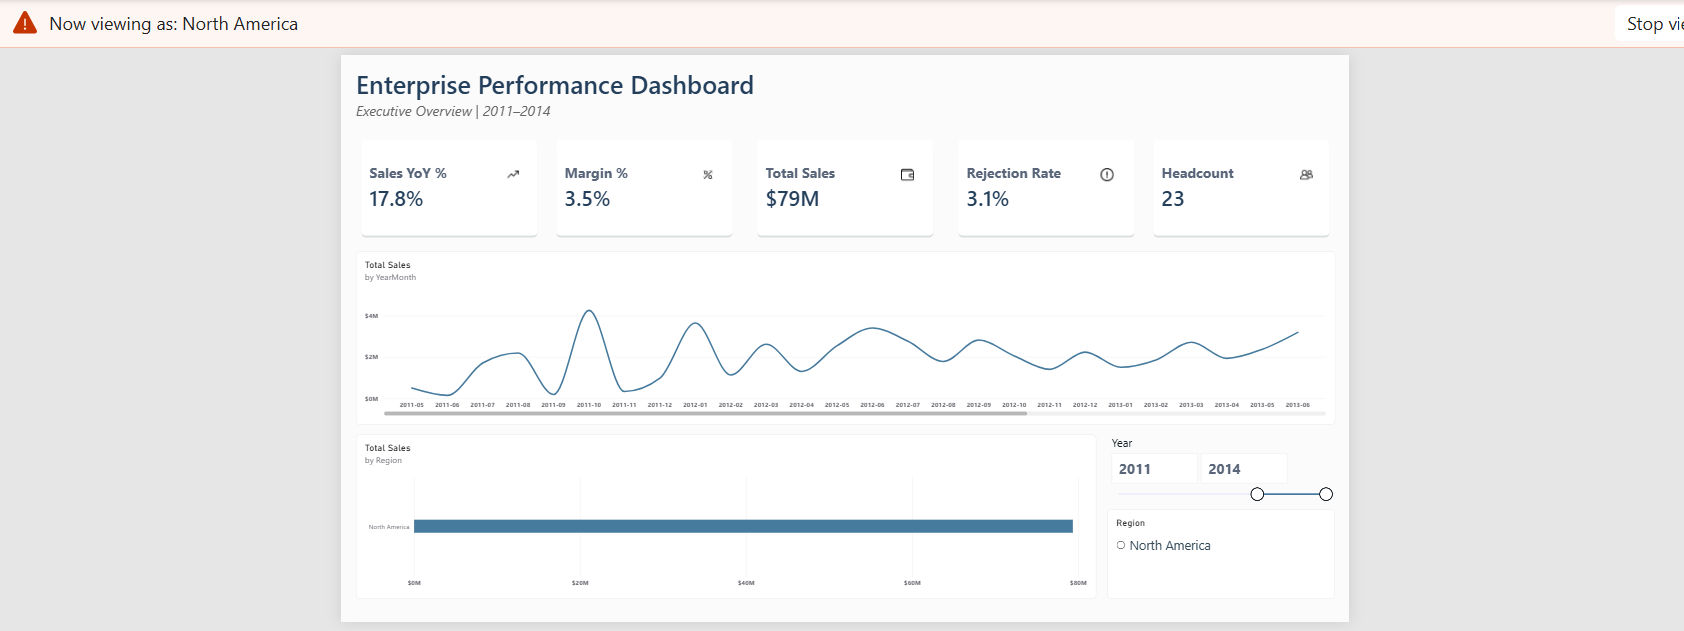 Now viewing as: North America
Stop vie
Enterprise Performance Dashboard
Executive Overview | 2011–2014
Sales YoY %
17.8%
Margin %
%
3.5%
Total Sales
$79M
Rejection Rate
3.1%
Headcount
23
Total Sales
by YearMonth
$4M
$2M
$0M
2011-05 2011-06 2011-07 2011-08 2011-09 2011-10 2011-11 2011-12 2012-01 2012-02 2012-03 2012-04 2012-05 2012-06 2012-07 2012-08 2012-09 2012-10 2012-11 2012-12 2013-01 2013-02 2013-03 2013-04 2013-05 2013-06
Total Sales
by Region
North America
$0M $20M $40M $60M $80M
Year
2011 2014
Region
North America